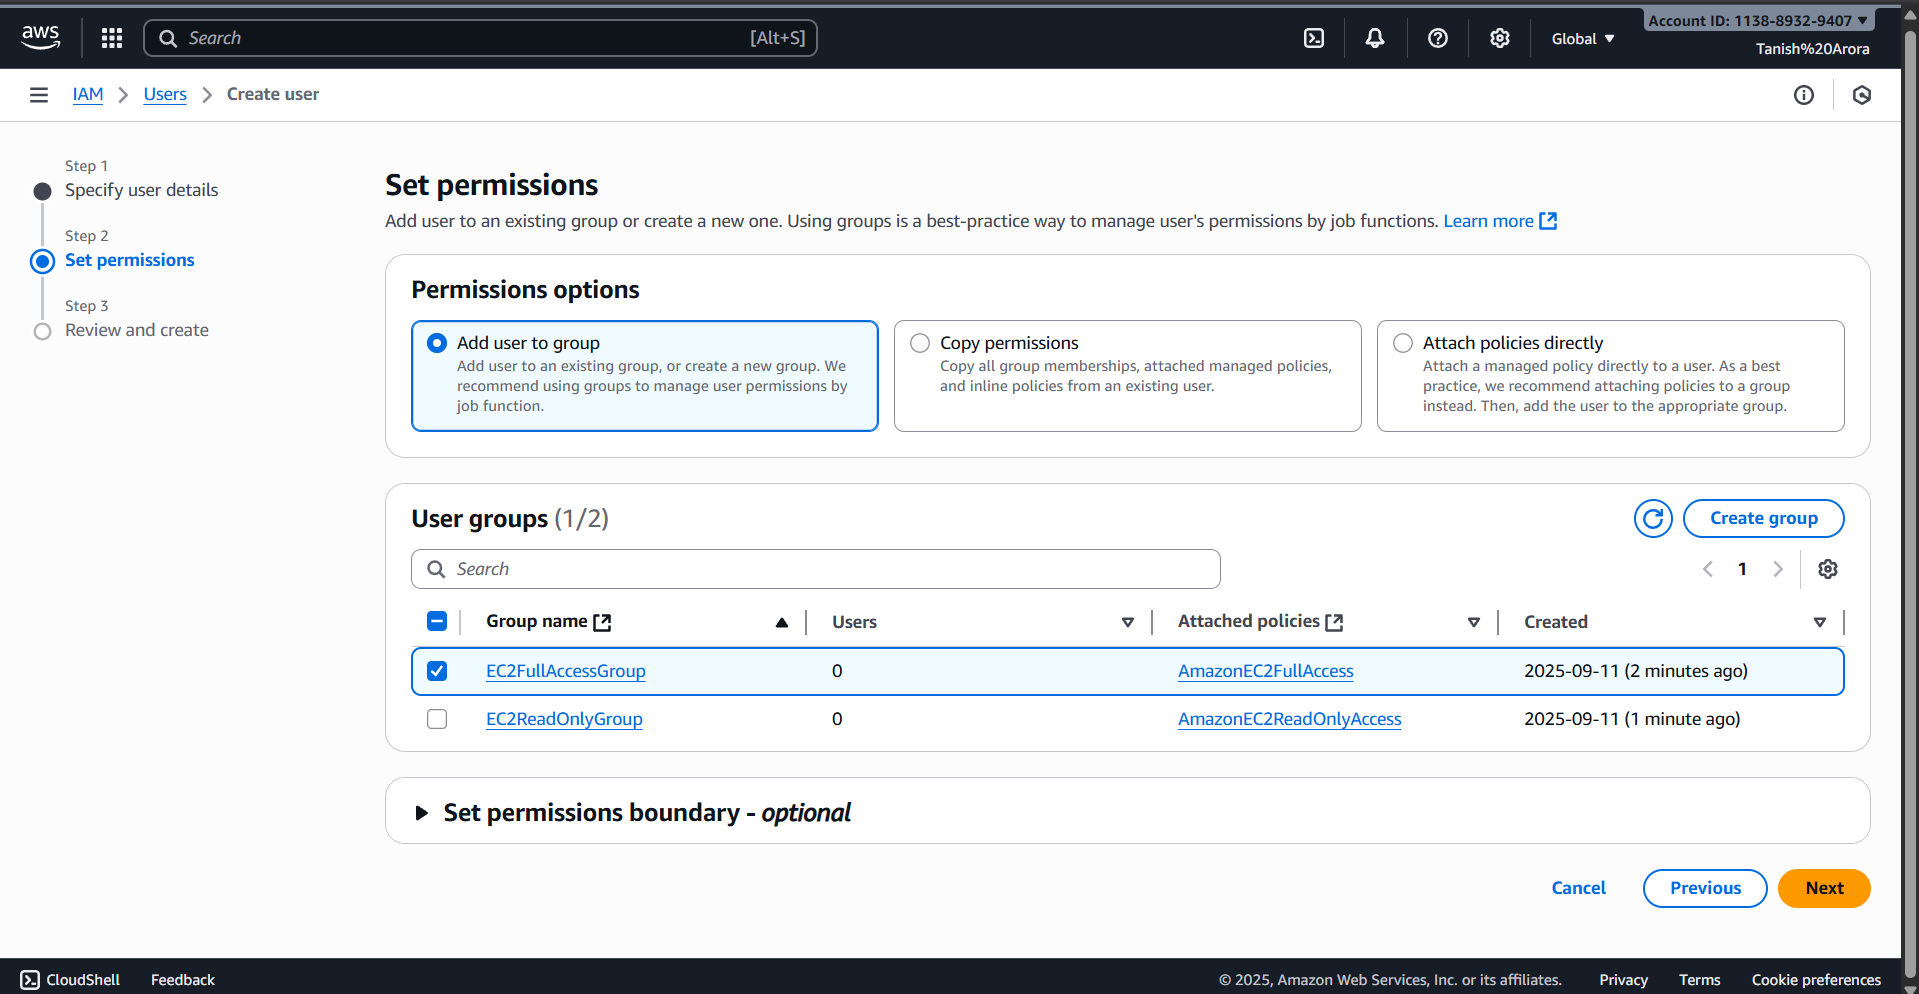 aws
Search [Alt+S]
Global
Account ID: 1138-8932-9407
Tanish%20Arora
IAM
Users
Create user
Step 1
Specify user details
Step 2
Set permissions
Step 3
Review and create
Set permissions
Add user to an existing group or create a new one. Using groups is a best-practice way to manage user's permissions by job functions. Learn more
Permissions options
Add user to group
Add user to an existing group, or create a new group. We
recommend using groups to manage user permissions by
job function.
Copy permissions
Copy all group memberships, attached managed policies,
and inline policies from an existing user.
Attach policies directly
Attach a managed policy directly to a user. As a best
practice, we recommend attaching policies to a group
instead. Then, add the user to the appropriate group.
User groups (1/2)
Create group
Search
1
Group name Users Attached policies Created
EC2FullAccessGroup 0 AmazonEC2FullAccess 2025-09-11 (2 minutes ago)
EC2ReadOnlyGroup 0 AmazonEC2ReadOnlyAccess 2025-09-11 (1 minute ago)
Set permissions boundary - optional
Cancel Previous Next
CloudShell Feedback © 2025, Amazon Web Services, Inc. or its affiliates. Privacy Terms Cookie preferences